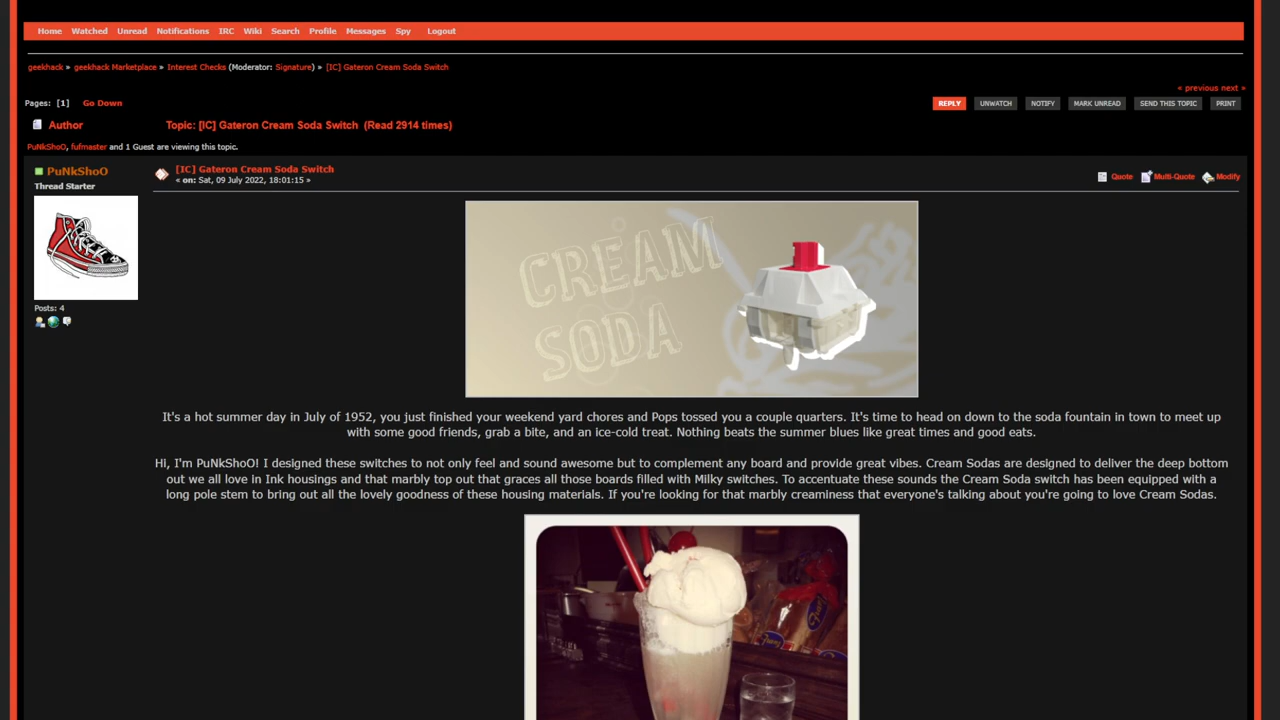 Home Watched Unread Notifications IRC Wiki Search Profile Messages Spy Logout
geekhack » geekhack Marketplace » Interest Checks (Moderator: Signature) » [IC] Gateron Cream Soda Switch
« previous next »
Pages: [1] Go Down
REPLY UNWATCH NOTIFY MARK UNREAD SEND THIS TOPIC PRINT
Author Topic: [IC] Gateron Cream Soda Switch (Read 2914 times)
PuNkShoO, fufmaster and 1 Guest are viewing this topic.
PuNkShoO
Thread Starter
Posts: 4
[IC] Gateron Cream Soda Switch
« on: Sat, 09 July 2022, 18:01:15 »
Quote Multi-Quote Modify
CREAM
SODA
It's a hot summer day in July of 1952, you just finished your weekend yard chores and Pops tossed you a couple quarters. It's time to head on down to the soda fountain in town to meet up
with some good friends, grab a bite, and an ice-cold treat. Nothing beats the summer blues like great times and good eats.
Hi, I'm PuNkShoO! I designed these switches to not only feel and sound awesome but to complement any board and provide great vibes. Cream Sodas are designed to deliver the deep bottom
out we all love in Ink housings and that marbly top out that graces all those boards filled with Milky switches. To accentuate these sounds the Cream Soda switch has been equipped with a
long pole stem to bring out all the lovely goodness of these housing materials. If you're looking for that marbly creaminess that everyone's talking about you're going to love Cream Sodas.